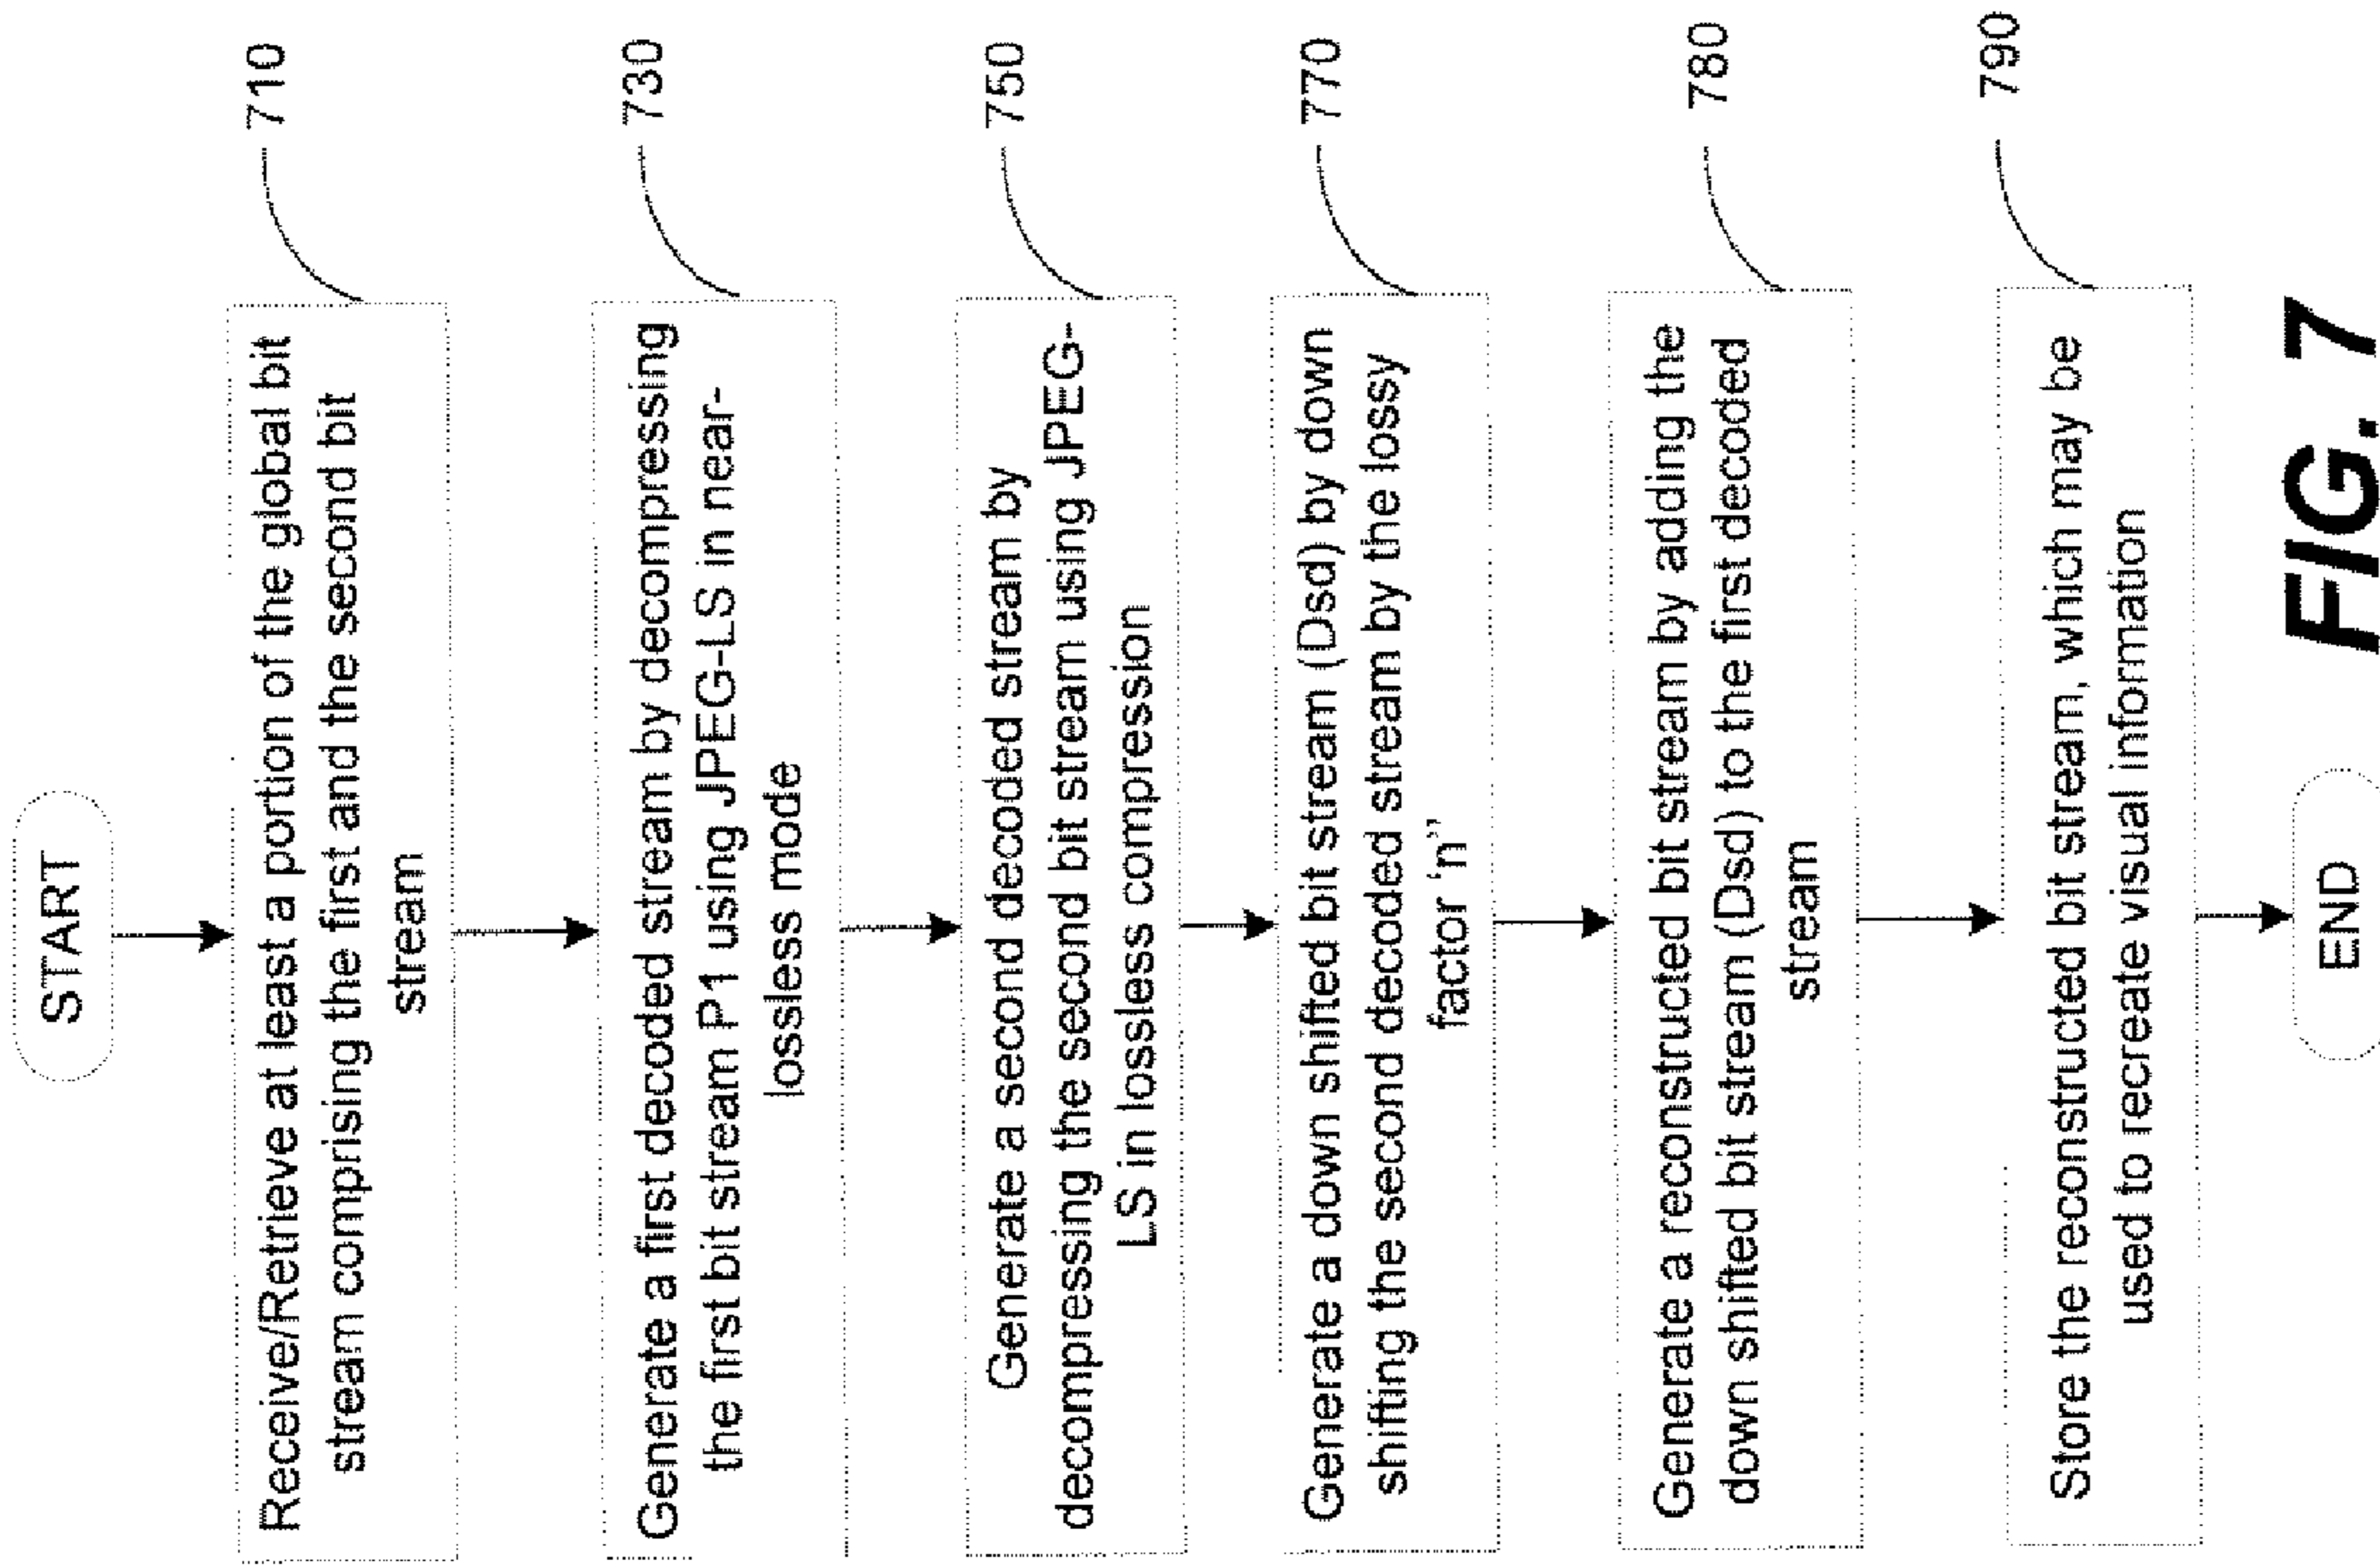 START
Receive/Retrieve at least a portion of the global bit
stream comprising the first and the second bit
stream
710
Generate a first decoded stream by decompressing
the first bit stream P1 using JPEG-LS in near-
lossless mode
730
Generate a second decoded stream by
decompressing the second bit stream using JPEG-
LS in lossless compression
750
Generate a down shifted bit stream (Dsd) by down
shifting the second decoded stream by the lossy
factor 'n"
770
Generate a reconstructed bit stream by adding the
down shifted bit stream (Dsd) to the first decoded
stream
780
Store the reconstructed bit stream, which may be
used to recreate visual information
790
END
FIG. 7